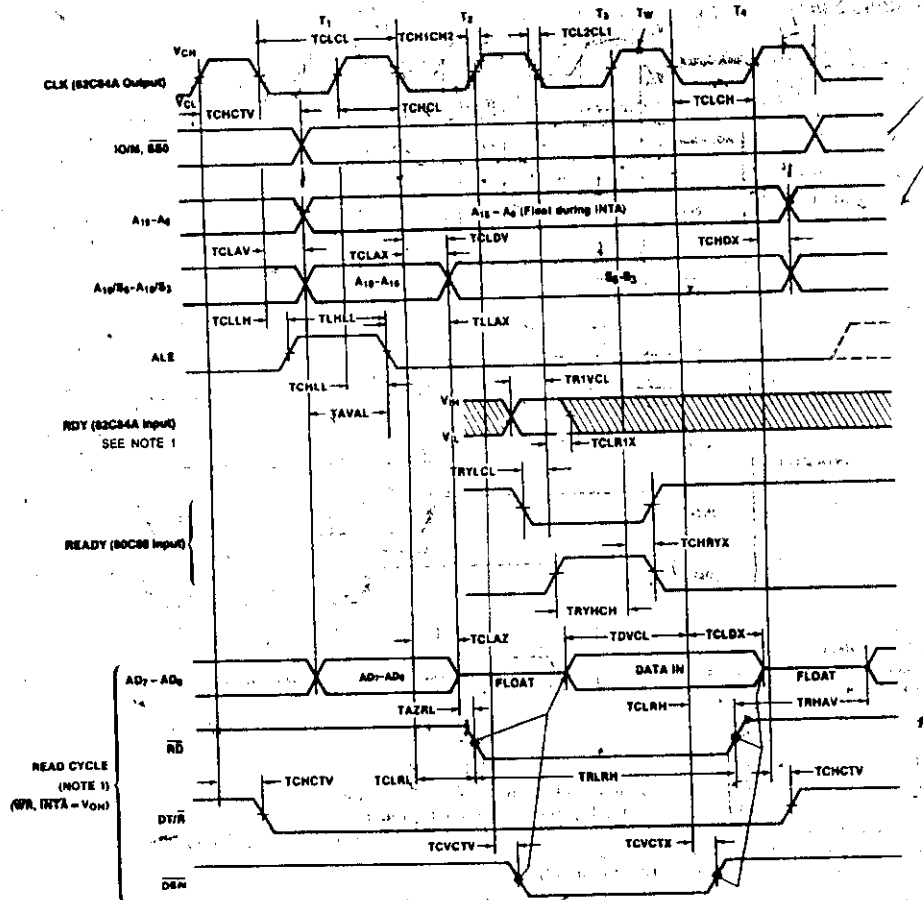 T1 T2 T3 TW T4
TCLCL TCH1CH2 TCL2CL1
VCH
CLK (82C84A Output)
VCL
TCHCTV TCHCL TCLCH
IO/M, SS0
A15-A8 A15-A8 (Float during INTA)
TCLDV
TCLAV TCLAX TCHDX
A19/S6-A16/S3 A19-A16 S6-S3
TCLLH TLHLL TLLAX
ALE
TR1VCL
TCHLL
VIH
TAVAL
RDY (82C84A Input)
SEE NOTE 1
VIL
TCLR1X
TRYLCL
READY (80C88 Input)
TCHRYX
TRYHCH
TCLAZ TDVCL TCLDX
AD7-AD0 AD7-AD0 FLOAT DATA IN FLOAT
TAZRL TCLRH TRHAV
RD
READ CYCLE
TCHCTV TCLRL TRLRH TCHCTV
(NOTE 1)
(WR, INTA = VOH)
DT/R
TCVCTV TCVCTX
DEN